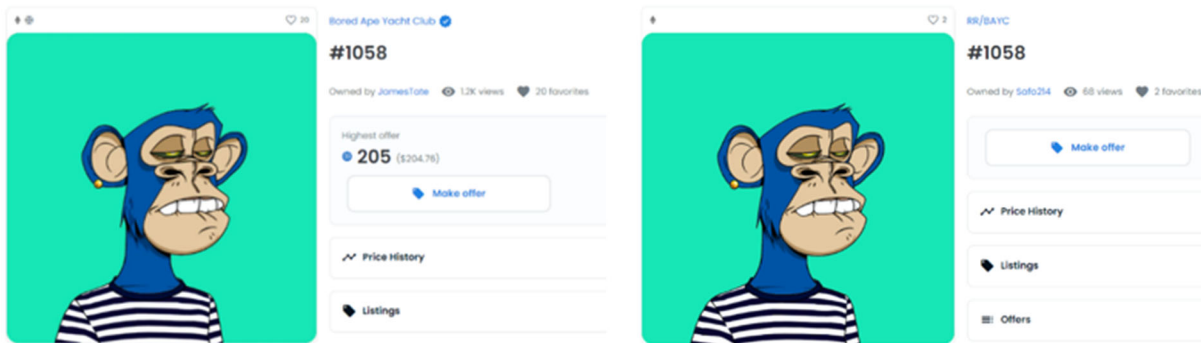 20
Bored Ape Yacht Club
#1058
Owned by JamesTate 1.2K views 20 favorites
Highest offer
205 ($204.76)
Make offer
Price History
Listings
2
RR/BAYC
#1058
Owned by Safo214 68 views 2 favorites
Make offer
Price History
Listings
Offers